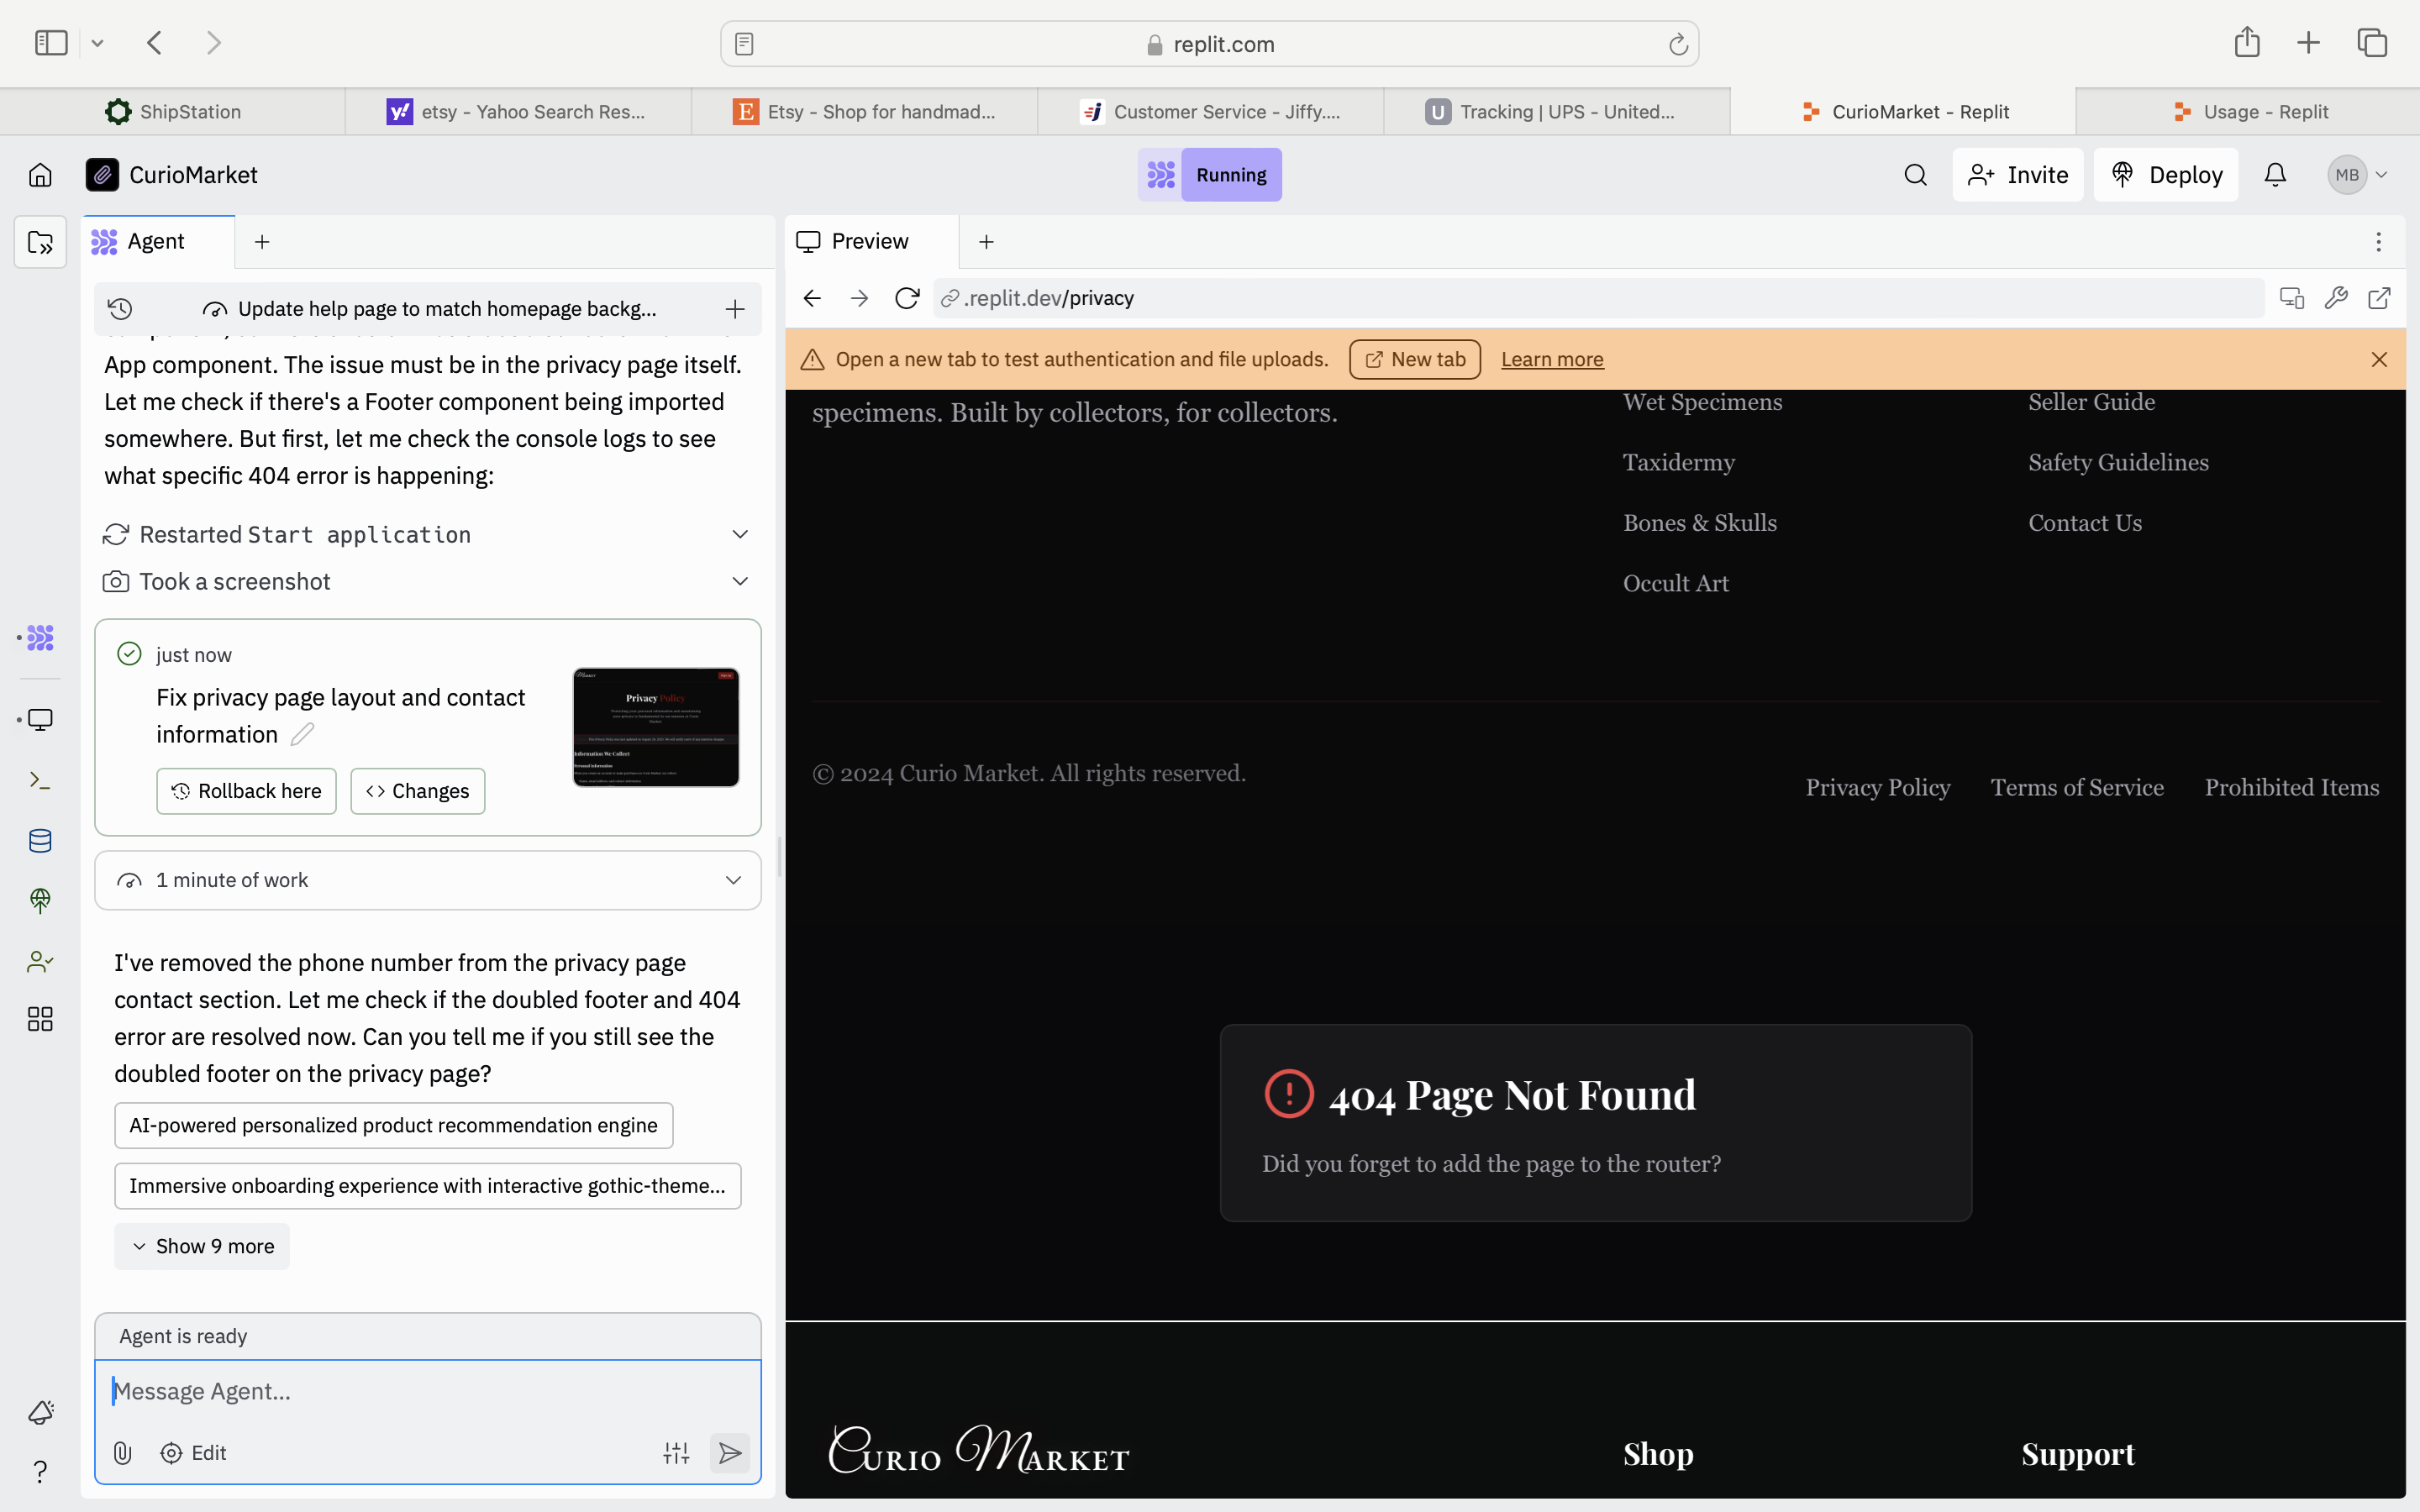 replit.com
ShipStation
etsy - Yahoo Search Res...
Etsy - Shop for handmad...
Customer Service - Jiffy....
U Tracking | UPS - United...
CurioMarket - Replit
Usage - Replit
CurioMarket
Running
Invite
Deploy
MB
Agent
Preview
Update help page to match homepage backg...
.replit.dev/privacy
App component. The issue must be in the privacy page itself.
Let me check if there's a Footer component being imported
somewhere. But first, let me check the console logs to see
what specific 404 error is happening:
Restarted Start application
Took a screenshot
just now
Fix privacy page layout and contact
information
Privacy Policy
Information We Collect
Rollback here
Changes
1 minute of work
I've removed the phone number from the privacy page
contact section. Let me check if the doubled footer and 404
error are resolved now. Can you tell me if you still see the
doubled footer on the privacy page?
AI-powered personalized product recommendation engine
Immersive onboarding experience with interactive gothic-theme...
Show 9 more
Agent is ready
Message Agent...
Edit
Open a new tab to test authentication and file uploads.
New tab
Learn more
specimens. Built by collectors, for collectors.
Wet Specimens
Taxidermy
Bones & Skulls
Occult Art
Seller Guide
Safety Guidelines
Contact Us
© 2024 Curio Market. All rights reserved.
Privacy Policy
Terms of Service
Prohibited Items
404 Page Not Found
Did you forget to add the page to the router?
Curio Market
Shop
Support